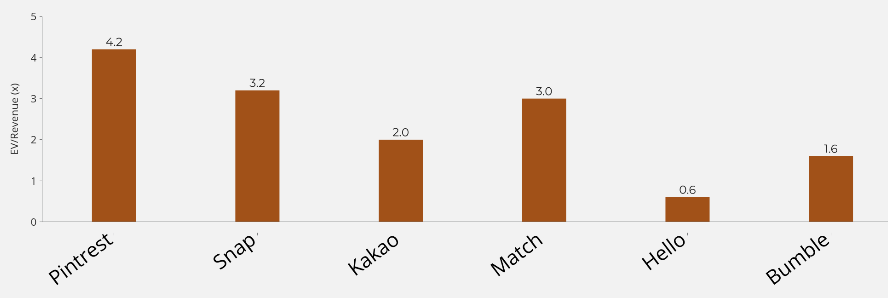 5
4
3
2
1
0
EV/Revenue (x)
4.2
3.2
2.0
3.0
0.6
1.6
Pintrest
Snap
Kakao
Match
Hello
Bumble